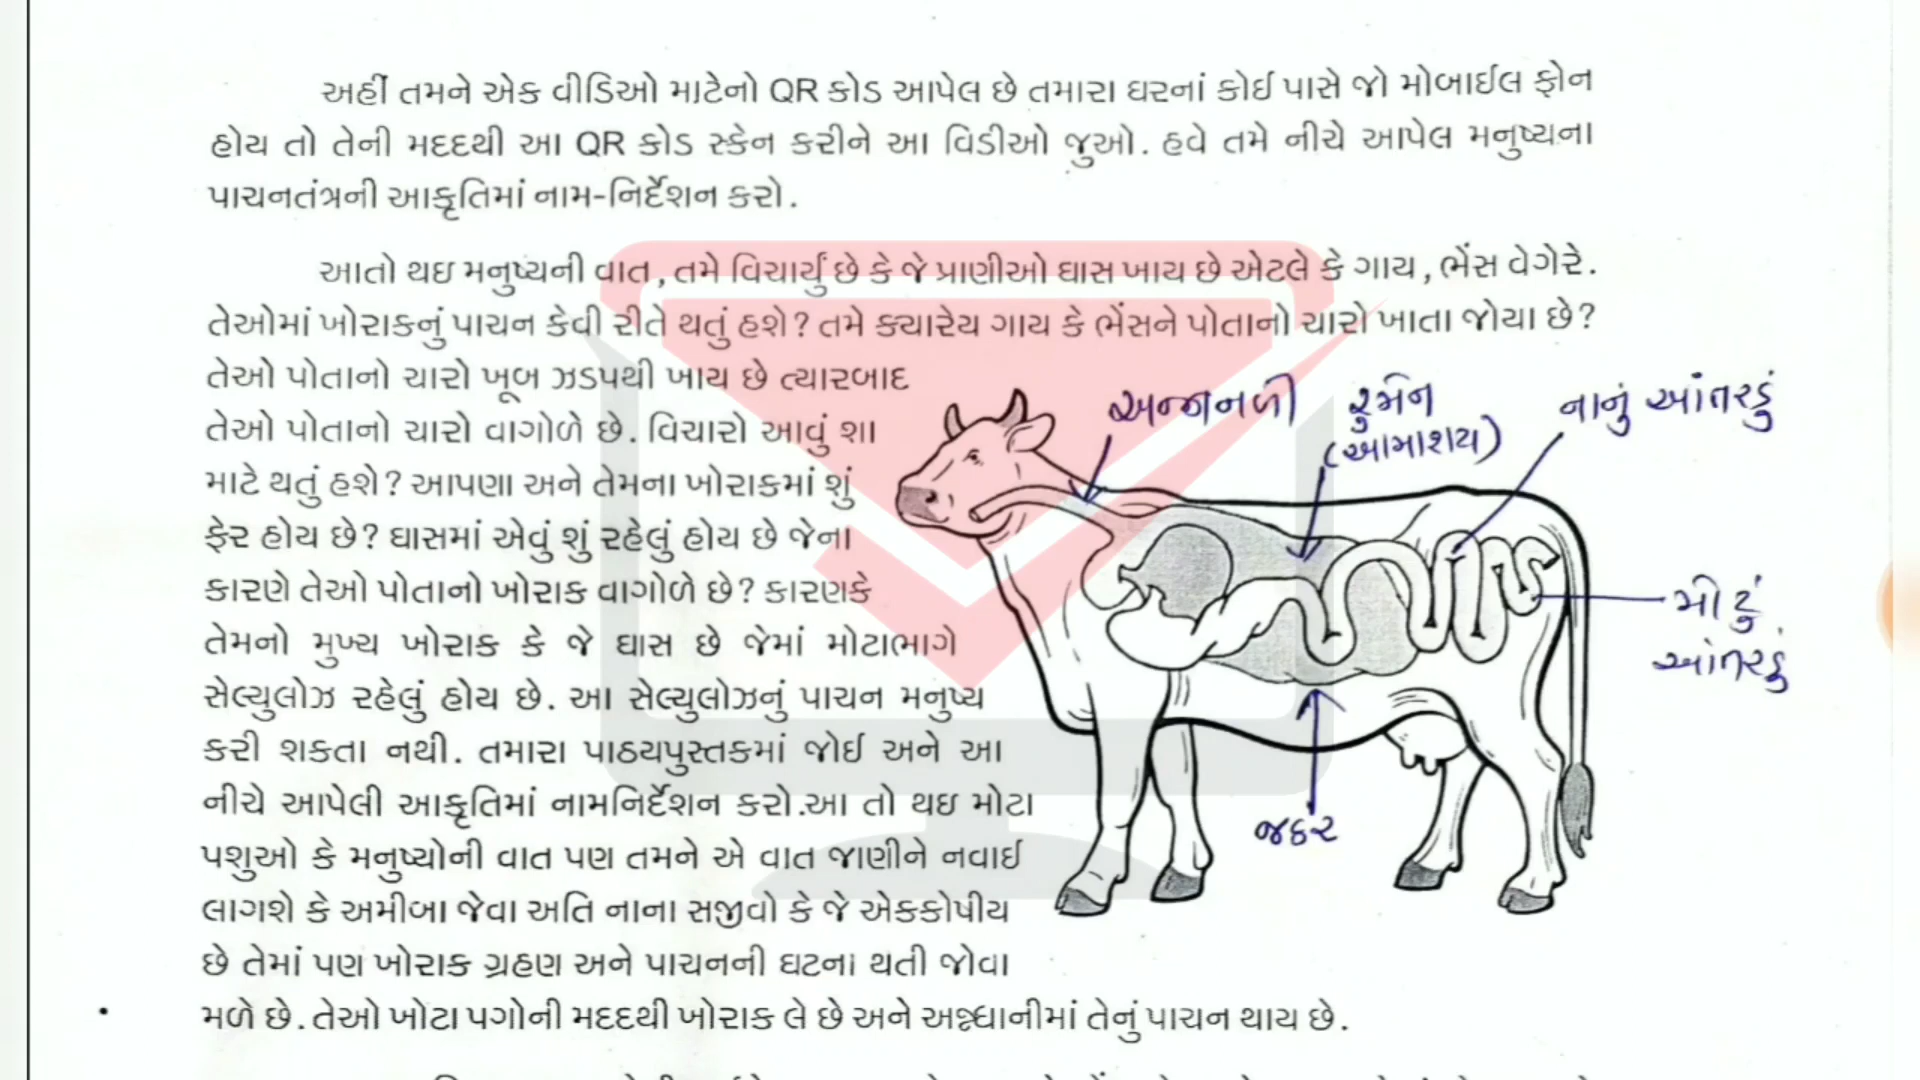 અહીં તમને એક વીડિઓ માટેનો QR કોડ આપેલ છે તમારા ઘરનાં કોઈ પાસે જો મોબાઈલ ફોન
હોય તો તેની મદદથી આ QR કોડ સ્કેન કરીને આ વિડીઓ જુઓ. હવે તમે નીચે આપેલ મનુષ્યના
પાચનતંત્રની આકૃતિમાં નામ-નિર્દેશન કરો.
આતો થઇ મનુષ્યની વાત, તમે વિચાર્યું છે કે જે પ્રાણીઓ ઘાસ ખાય છે એટલે કે ગાય, ભેંસ વેગેરે.
તેઓમાં ખોરાકનું પાચન કેવી રીતે થતું હશે? તમે ક્યારેય ગાય કે ભેંસને પોતાનો ચારો ખાતા જોયા છે?
તેઓ પોતાનો ચારો ખૂબ ઝડપથી ખાય છે ત્યારબાદ
તેઓ પોતાનો ચારો વાગોળે છે. વિચારો આવું શા
માટે થતું હશે? આપણા અને તેમના ખોરાકમાં શું
ફેર હોય છે? ઘાસમાં એવું શું રહેલું હોય છે જેના
કારણે તેઓ પોતાનો ખોરાક વાગોળે છે? કારણકે
તેમનો મુખ્ય ખોરાક કે જે ઘાસ છે જેમાં મોટાભાગે
સેલ્યુલોઝ રહેલું હોય છે. આ સેલ્યુલોઝનું પાચન મનુષ્ય
કરી શકતા નથી. તમારા પાઠયપુસ્તકમાં જોઈ અને આ
નીચે આપેલી આકૃતિમાં નામનિર્દેશન કરો.આ તો થઇ મોટા
પશુઓ કે મનુષ્યોની વાત પણ તમને એ વાત જાણીને નવાઈ
લાગશે કે અમીબા જેવા અતિ નાના સજીવો કે જે એકકોષીય
છે તેમાં પણ ખોરાક ગ્રહણ અને પાચનની ઘટના થતી જોવા
મળે છે. તેઓ ખોટા પગોની મદદથી ખોરાક લે છે અને અન્નધાનીમાં તેનું પાચન થાય છે.
અન્નનળી
રુમેન
(આમાશય)
નાનું આંતરડું
મોટું
આંતરડું
જઠર